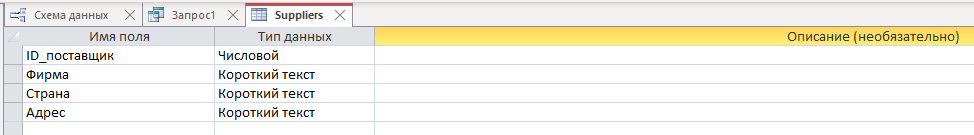 Схема данных Запрос1 Suppliers
Имя поля Тип данных Описание (необязательно)
ID_поставщик Числовой
Фирма Короткий текст
Страна Короткий текст
Адрес Короткий текст